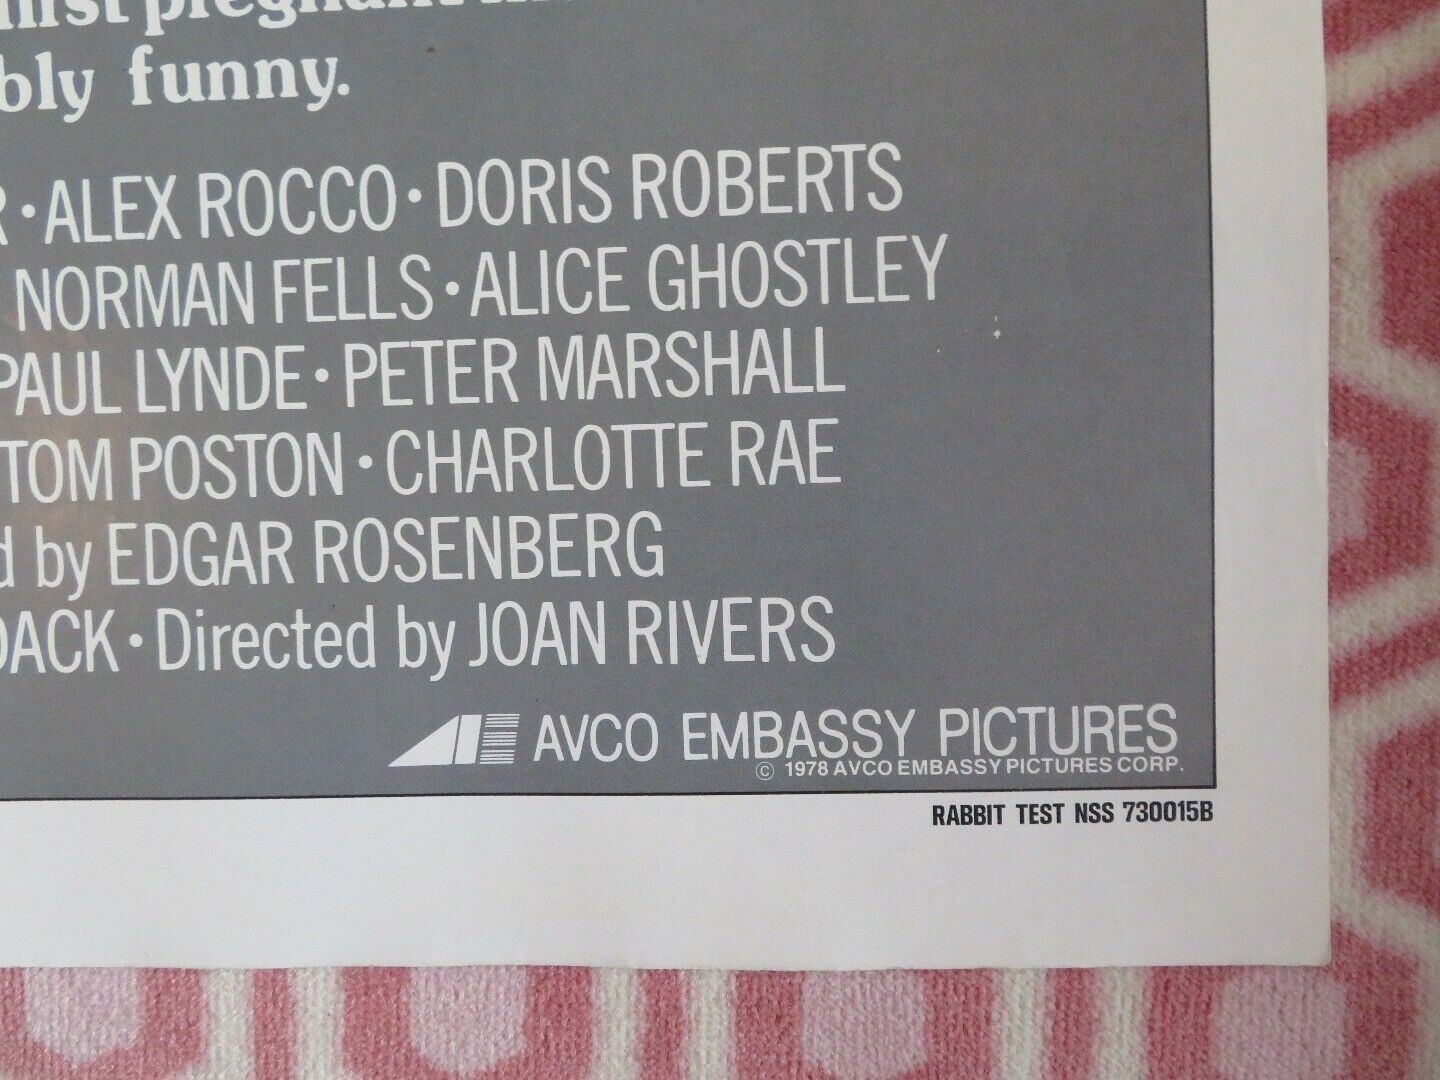 first pregnant
bly funny.
R • ALEX ROCCO • DORIS ROBERTS
NORMAN FELLS • ALICE GHOSTLEY
PAUL LYNDE • PETER MARSHALL
TOM POSTON • CHARLOTTE RAE
d by EDGAR ROSENBERG
DACK • Directed by JOAN RIVERS
AVCO EMBASSY PICTURES
© 1978 AVCO EMBASSY PICTURES CORP.
RABBIT TEST NSS 730015B